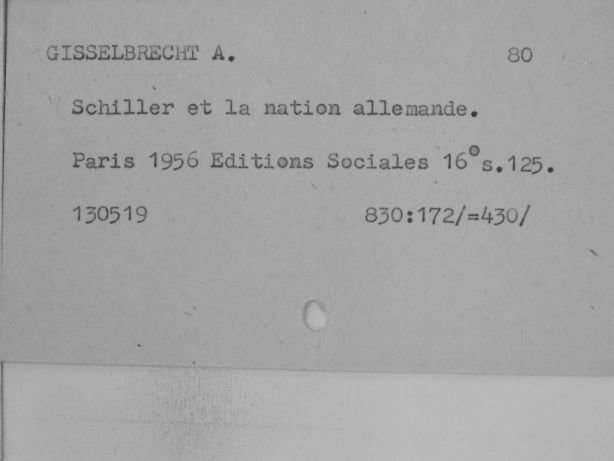 GISSELBRECHT A. 80
Schiller et la nation allemande.
Paris 1956 Editions Sociales 16° s.125.
130519 830:172/=430/